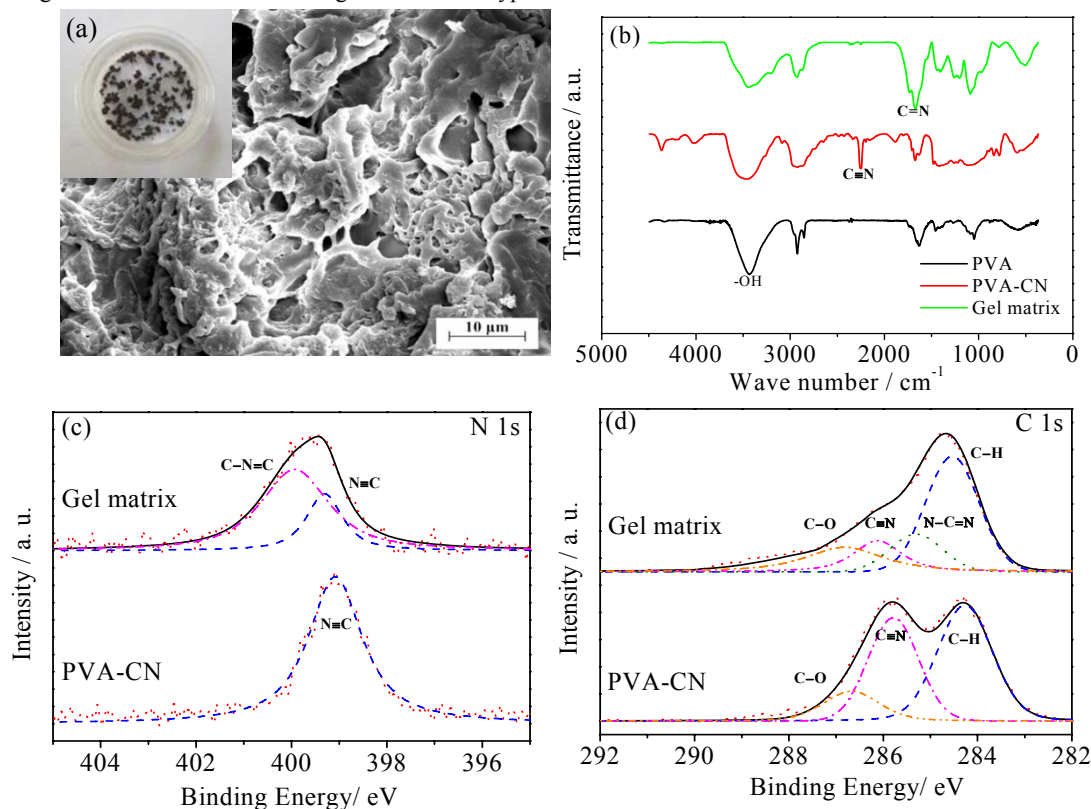 (a)
10 µm
(b)
Transmittance / a.u.
C=N
C≡N
-OH
PVA
PVA-CN
Gel matrix
5000 4000 3000 2000 1000 0
Wave number / cm⁻¹
(c)
N 1s
C–N=C
N≡C
Gel matrix
N≡C
PVA-CN
Intensity / a. u.
404 402 400 398 396
Binding Energy/ eV
(d)
C 1s
C–H
Gel matrix
C–O
C≡N
N–C=N
C≡N
C–H
C–O
PVA-CN
Intensity / a. u.
292 290 288 286 284 282
Binding Energy/ eV